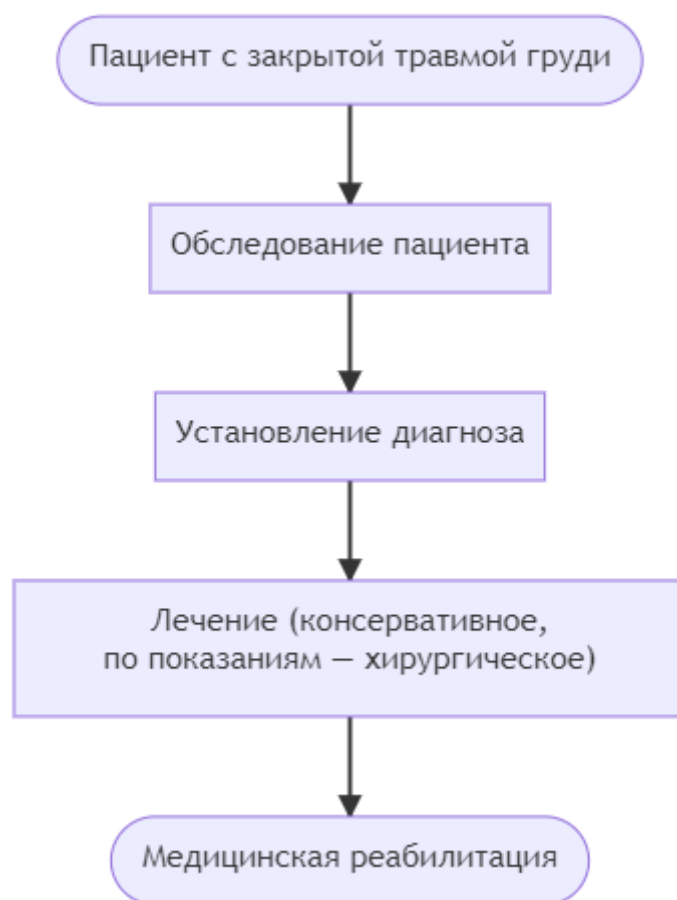 Пациент с закрытой травмой груди
Обследование пациента
Установление диагноза
Лечение (консервативное,
по показаниям — хирургическое)
Медицинская реабилитация